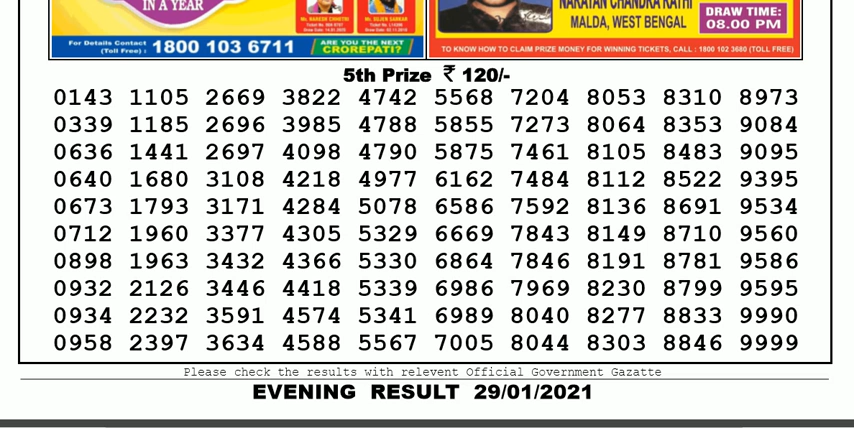 IN A YEAR
Mr. NARESH CHHETRI
For Details Contact
(Toll Free) : 1800 103 6711
ARE YOU THE NEXT
CROREPATI?
NARAYAN CHANDRA RATHI
MALDA, WEST BENGAL
DRAW TIME:
08.00 PM
TO KNOW HOW TO CLAIM PRIZE MONEY FOR WINNING TICKETS, CALL : 1800 102 3680 (TOLL FREE)
5th Prize ₹ 120/-
0143 1105 2669 3822 4742 5568 7204 8053 8310 8973
0339 1185 2696 3985 4788 5855 7273 8064 8353 9084
0636 1441 2697 4098 4790 5875 7461 8105 8483 9095
0640 1680 3108 4218 4977 6162 7484 8112 8522 9395
0673 1793 3171 4284 5078 6586 7592 8136 8691 9534
0712 1960 3377 4305 5329 6669 7843 8149 8710 9560
0898 1963 3432 4366 5330 6864 7846 8191 8781 9586
0932 2126 3446 4418 5339 6986 7969 8230 8799 9595
0934 2232 3591 4574 5341 6989 8040 8277 8833 9990
0958 2397 3634 4588 5567 7005 8044 8303 8846 9999
Please check the results with relevent Official Government Gazatte
EVENING RESULT 29/01/2021